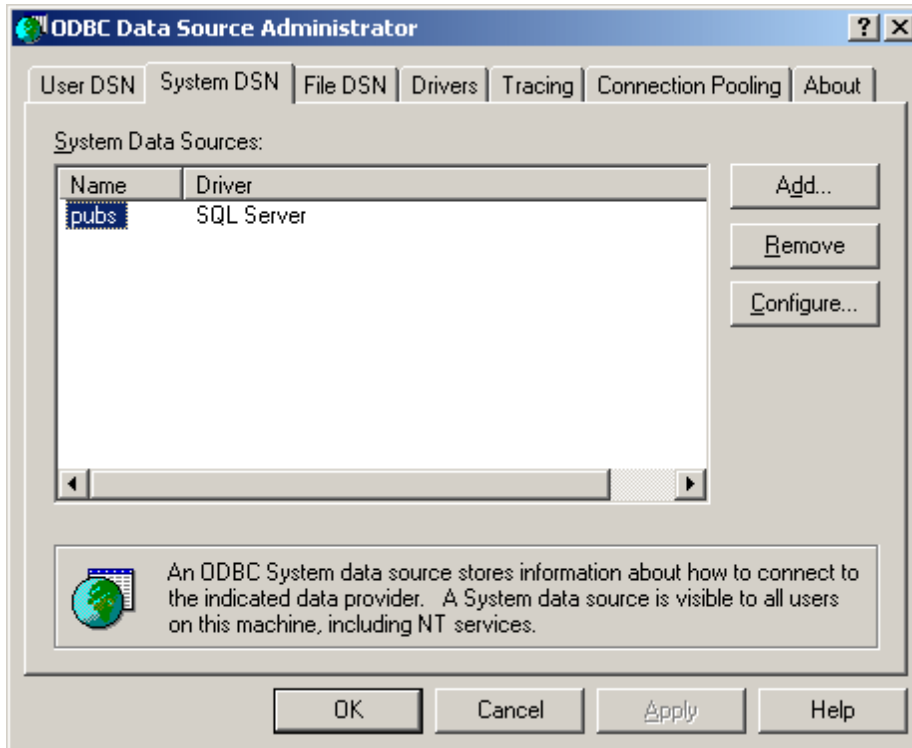 ODBC Data Source Administrator
User DSN System DSN File DSN Drivers Tracing Connection Pooling About
System Data Sources:
Name Driver
pubs SQL Server
Add...
Remove
Configure...
An ODBC System data source stores information about how to connect to
the indicated data provider. A System data source is visible to all users
on this machine, including NT services.
OK Cancel Apply Help